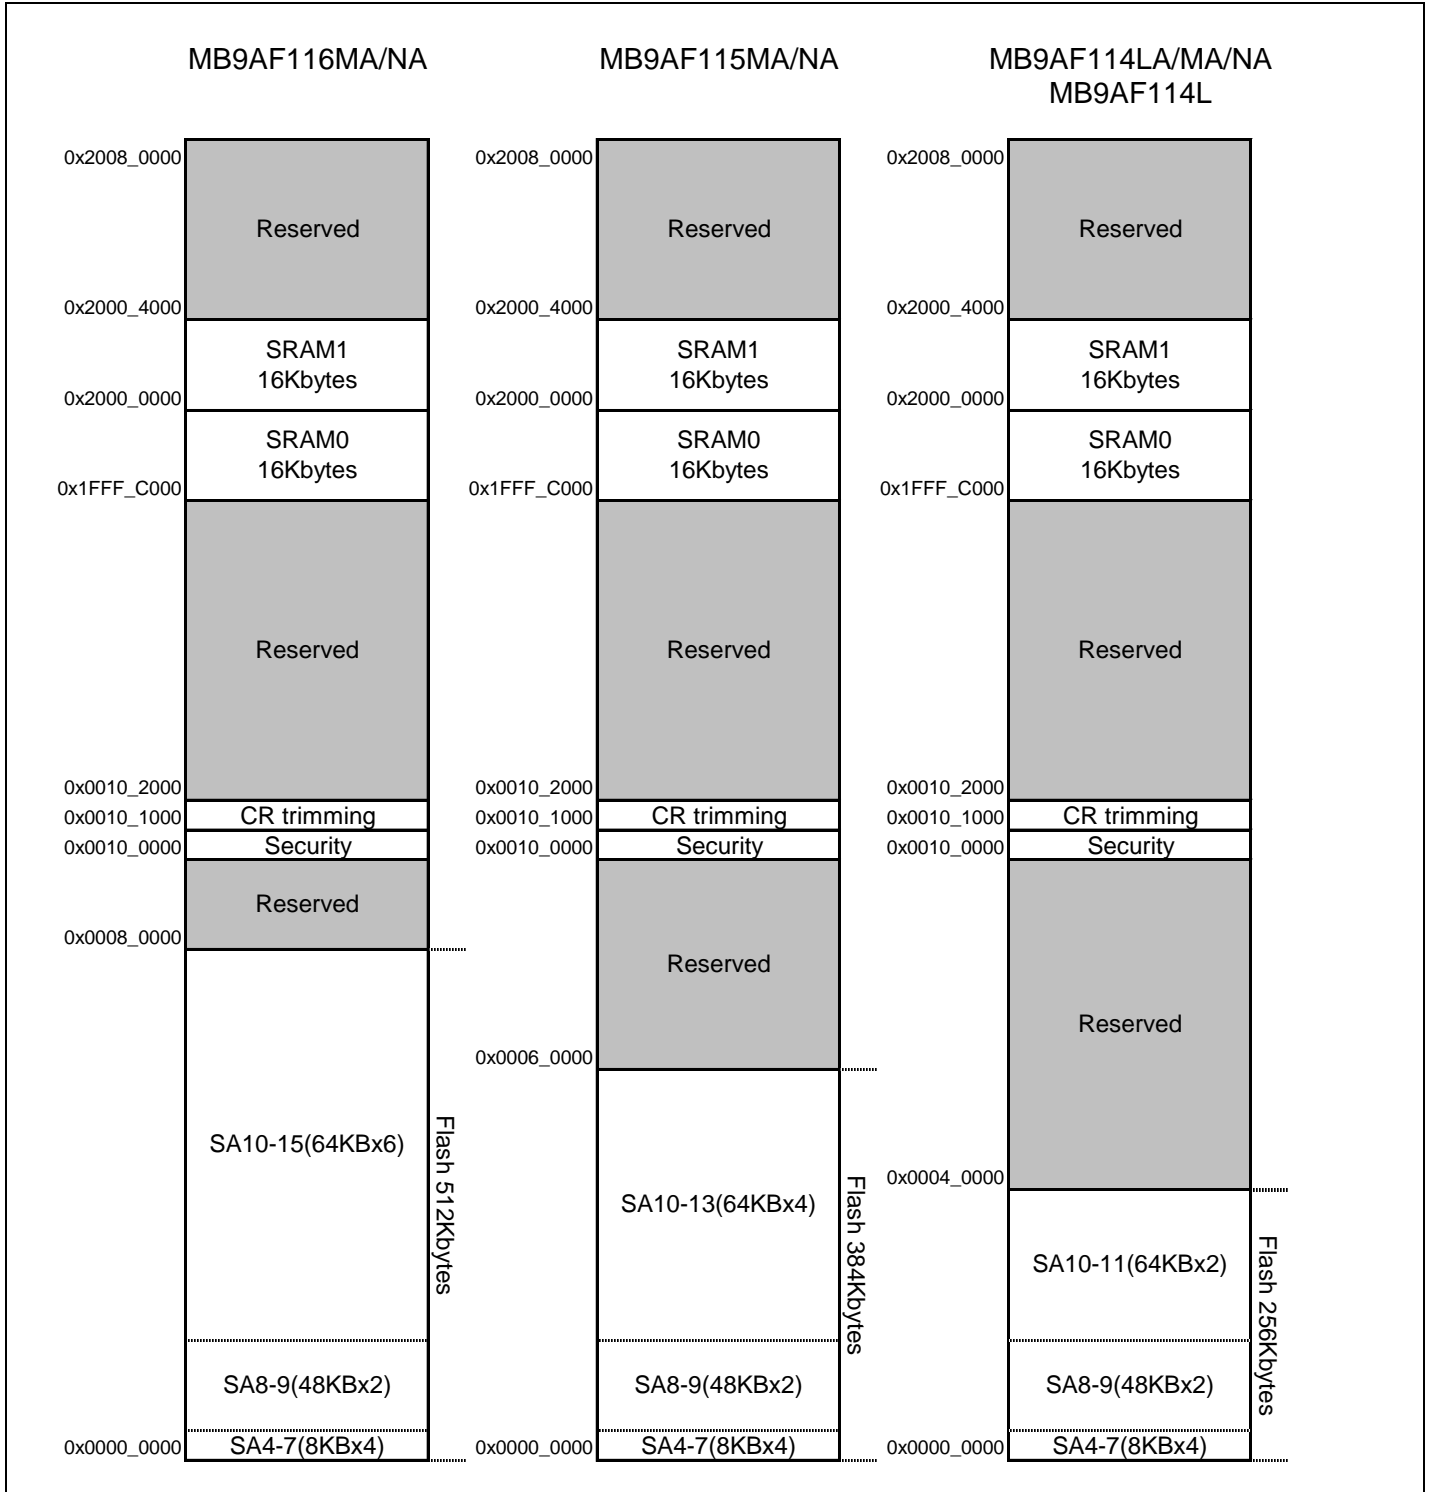 MB9AF116MA/NA
0x2008_0000
Reserved
0x2000_4000
SRAM1
16Kbytes
0x2000_0000
SRAM0
16Kbytes
0x1FFF_C000
Reserved
0x0010_2000
CR trimming
0x0010_1000
Security
0x0010_0000
Reserved
0x0008_0000
SA10-15(64KBx6)
Flash 512Kbytes
SA8-9(48KBx2)
SA4-7(8KBx4)
0x0000_0000
MB9AF115MA/NA
0x2008_0000
Reserved
0x2000_4000
SRAM1
16Kbytes
0x2000_0000
SRAM0
16Kbytes
0x1FFF_C000
Reserved
0x0010_2000
CR trimming
0x0010_1000
Security
0x0010_0000
Reserved
0x0006_0000
SA10-13(64KBx4)
Flash 384Kbytes
SA8-9(48KBx2)
SA4-7(8KBx4)
0x0000_0000
MB9AF114LA/MA/NA
MB9AF114L
0x2008_0000
Reserved
0x2000_4000
SRAM1
16Kbytes
0x2000_0000
SRAM0
16Kbytes
0x1FFF_C000
Reserved
0x0010_2000
CR trimming
0x0010_1000
Security
0x0010_0000
Reserved
0x0004_0000
SA10-11(64KBx2)
Flash 256Kbytes
SA8-9(48KBx2)
SA4-7(8KBx4)
0x0000_0000